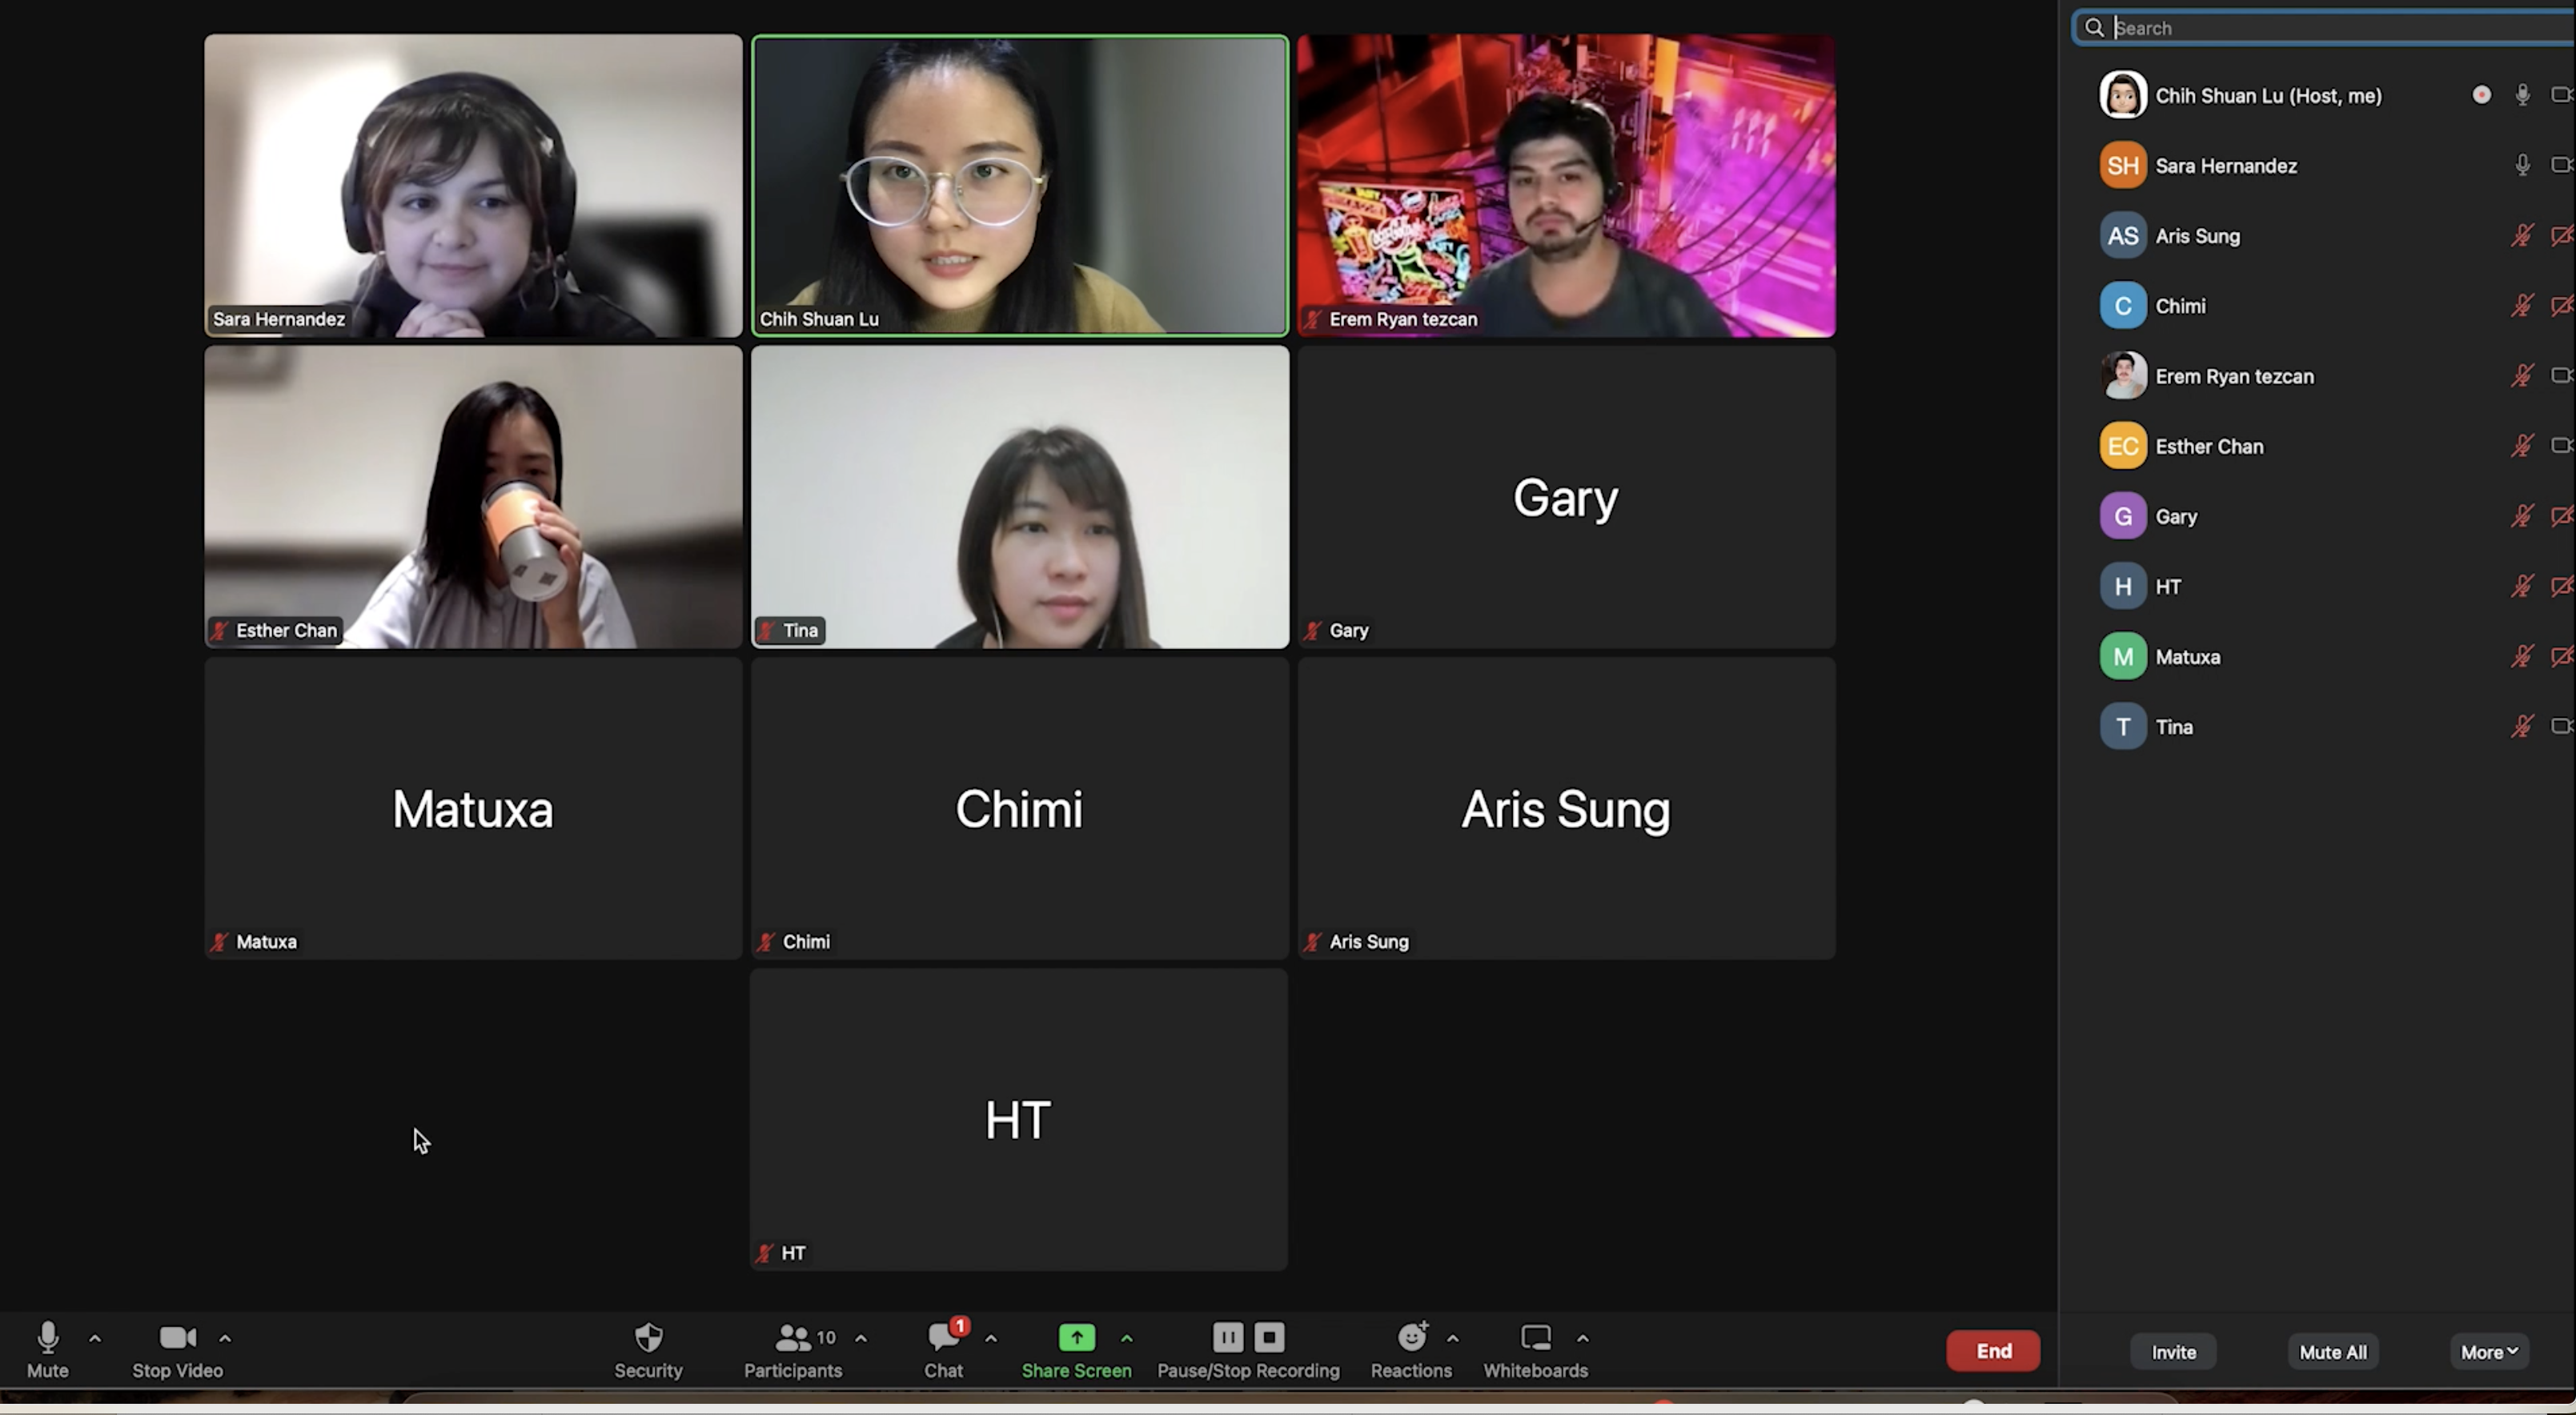 Sara Hernandez
Chih Shuan Lu
Erem Ryan tezcan
Esther Chan
Tina
Gary
Gary
Matuxa
Matuxa
Chimi
Chimi
Aris Sung
Aris Sung
HT
HT
Search
Chih Shuan Lu (Host, me)
SH Sara Hernandez
AS Aris Sung
C Chimi
Erem Ryan tezcan
EC Esther Chan
G Gary
H HT
M Matuxa
T Tina
Mute
Stop Video
Security
10
Participants
1
Chat
Share Screen
Pause/Stop Recording
Reactions
Whiteboards
End
Invite
Mute All
More